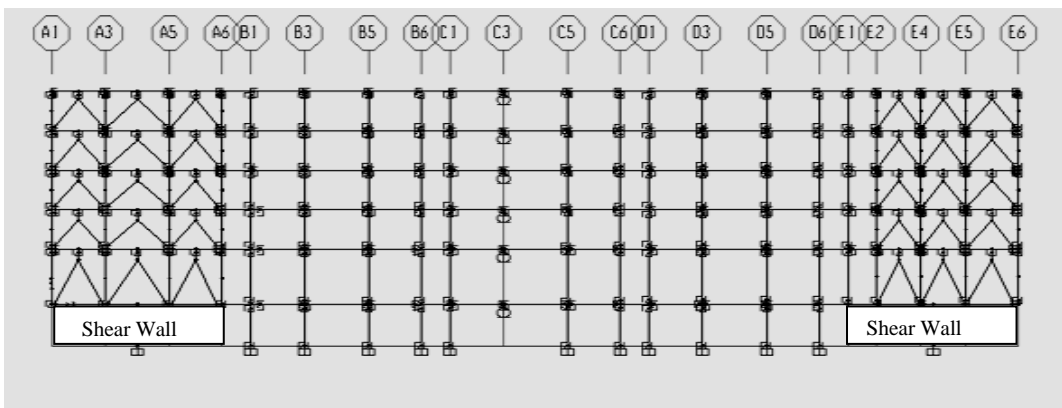 A1 A3 A5 A6 B1 B3 B5 B6 C1 C3 C5 C6 D1 D3 D5 D6 E1 E2 E4 E5 E6
Shear Wall Shear Wall